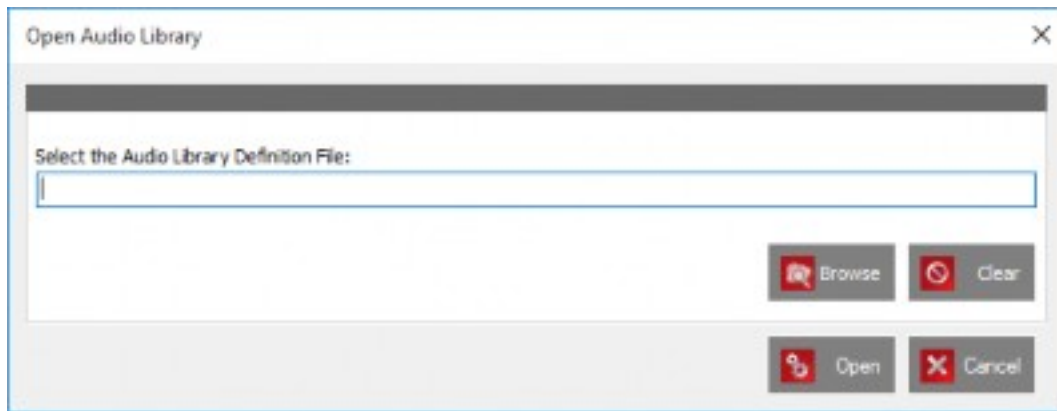 Open Audio Library
Select the Audio Library Definition File:
Browse
Clear
Open
Cancel